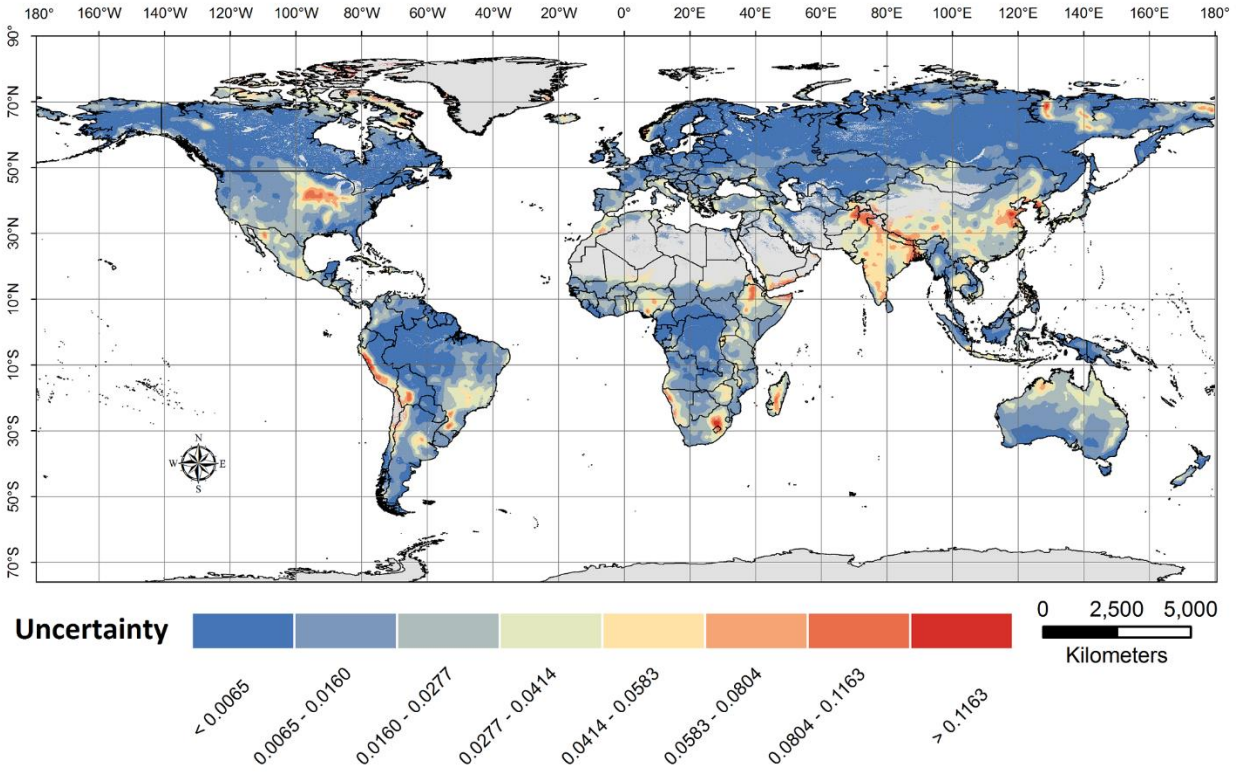 180° 160°W 140°W 120°W 100°W 80°W 60°W 40°W 20°W 0° 20°E 40°E 60°E 80°E 100°E 120°E 140°E 160°E 180°
90°
70°N
50°N
30°N
10°N
10°S
30°S
50°S
70°S
N
W E
S
Uncertainty
< 0.0065
0.0065 - 0.0160
0.0160 - 0.0277
0.0277 - 0.0414
0.0414 - 0.0583
0.0583 - 0.0804
0.0804 - 0.1163
> 0.1163
0 2,500 5,000
Kilometers